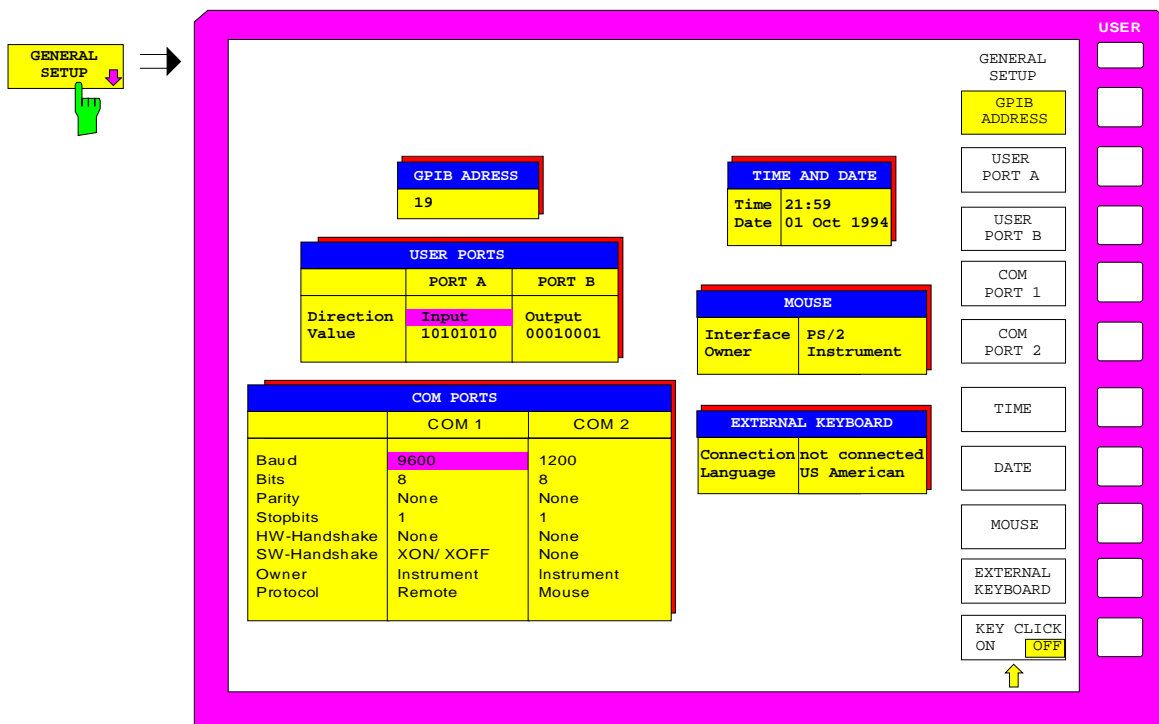 USER
GENERAL
SETUP
GENERAL
SETUP
GPIB
ADDRESS
USER
PORT A
USER
PORT B
COM
PORT 1
COM
PORT 2
TIME
DATE
MOUSE
EXTERNAL
KEYBOARD
KEY CLICK
ON OFF
GPIB ADRESS
19
TIME AND DATE
Time 21:59
Date 01 Oct 1994
USER PORTS
PORT A PORT B
Direction Input Output
Value 10101010 00010001
MOUSE
Interface PS/2
Owner Instrument
COM PORTS
COM 1 COM 2
Baud 9600 1200
Bits 8 8
Parity None None
Stopbits 1 1
HW-Handshake None None
SW-Handshake XON/XOFF None
Owner Instrument Instrument
Protocol Remote Mouse
EXTERNAL KEYBOARD
Connection not connected
Language US American